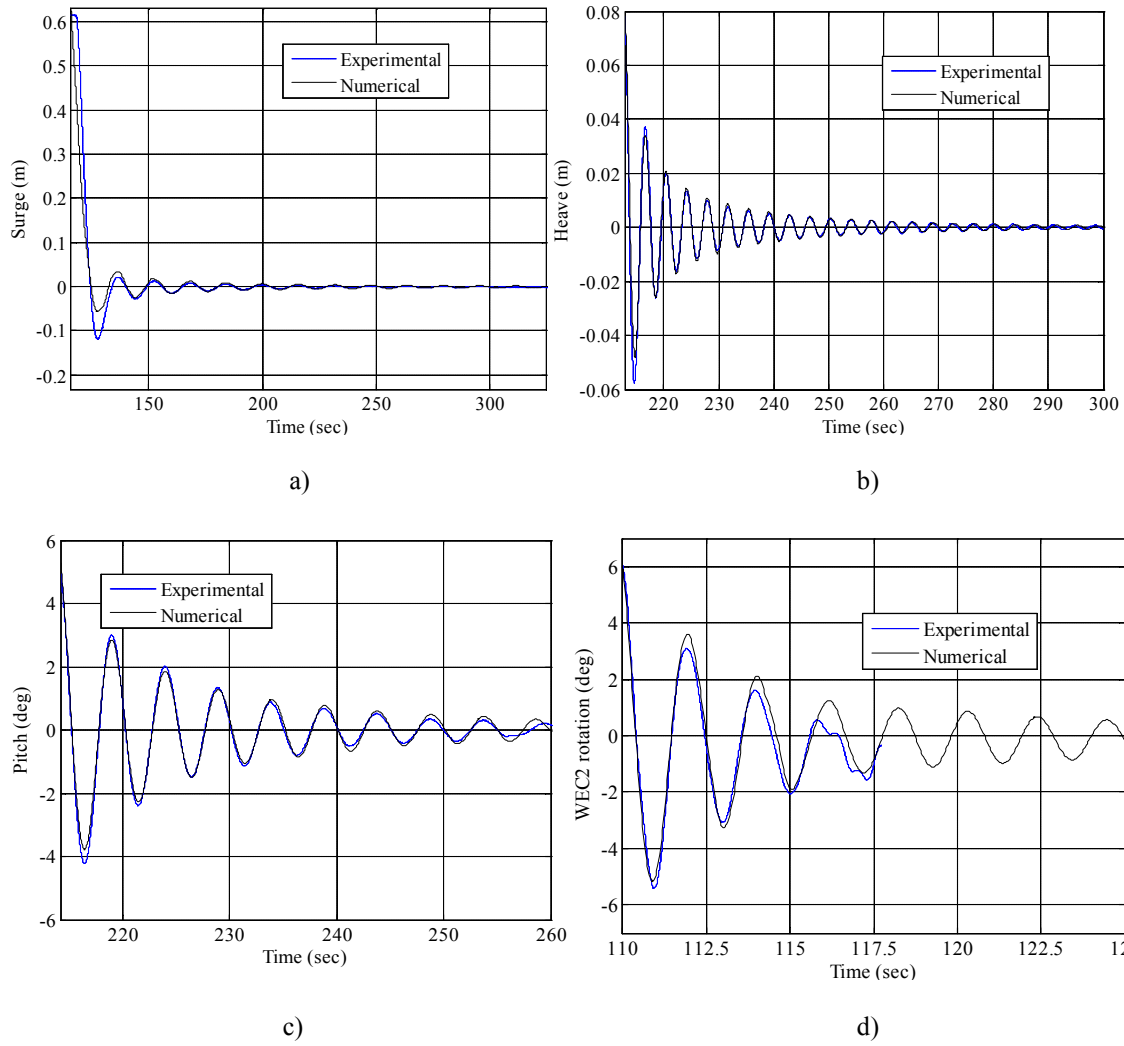 0.6
0.5
0.4
0.3
0.2
0.1
0
-0.1
-0.2
Surge (m)
Experimental
Numerical
150 200 250 300
Time (sec)
a)
0.08
0.06
0.04
0.02
0
-0.02
-0.04
-0.06
Heave (m)
Experimental
Numerical
220 230 240 250 260 270 280 290 300
Time (sec)
b)
6
4
2
0
-2
-4
-6
Pitch (deg)
Experimental
Numerical
220 230 240 250 260
Time (sec)
c)
6
4
2
0
-2
-4
-6
WEC2 rotation (deg)
Experimental
Numerical
110 112.5 115 117.5 120 122.5 12
Time (sec)
d)